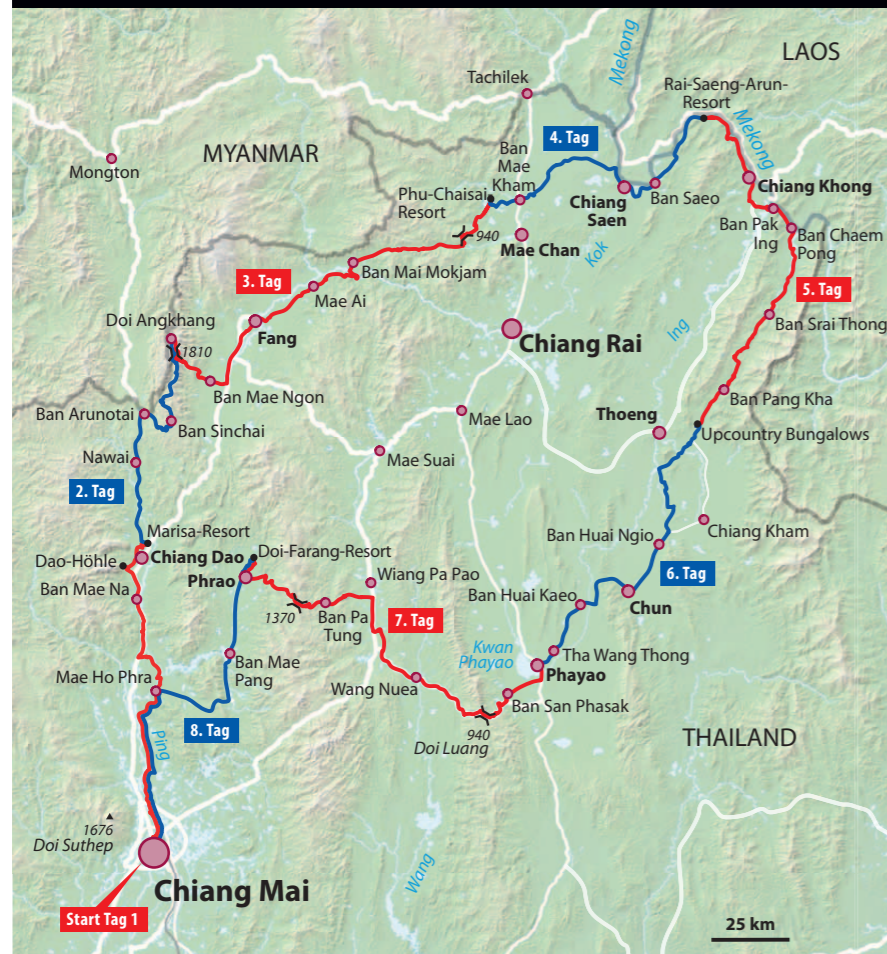 Mekong
LAOS
Tachilek
Rai-Saeng-Arun-
Resort
4. Tag
Mekong
MYANMAR
Ban
Mae
Kham
Mongton
Phu-Chaisai
Resort
Chiang
Saen
Ban Saeo
Chiang Khong
940
Mae Chan
Kok
Ban Pak
Ing
Ban Chaem
Pong
Ban Mai Mokjam
3. Tag
Mae Ai
5. Tag
Doi Angkhang
Fang
Ban Srai Thong
1810
Chiang Rai
Ing
Ban Mae Ngon
Ban Pang Kha
Ban Arunotai
Ban Sinchai
Mae Lao
Thoeng
Upcountry Bungalows
Nawai
Mae Suai
2. Tag
Marisa-Resort
Ban Huai Ngio
Chiang Kham
Dao-Höhle
Chiang Dao
Doi-Farang-Resort
Phrao
Wiang Pa Pao
6. Tag
Ban Mae Na
Ban Huai Kaeo
Chun
1370
Ban Pa
Tung
7. Tag
Kwan
Phayao
Tha Wang Thong
Mae Ho Phra
Ban Mae
Pang
Phayao
Wang Nuea
Ban San Phasak
8. Tag
940
Doi Luang
THAILAND
Ping
1676
Doi Suthep
Wang
Chiang Mai
Start Tag 1
25 km